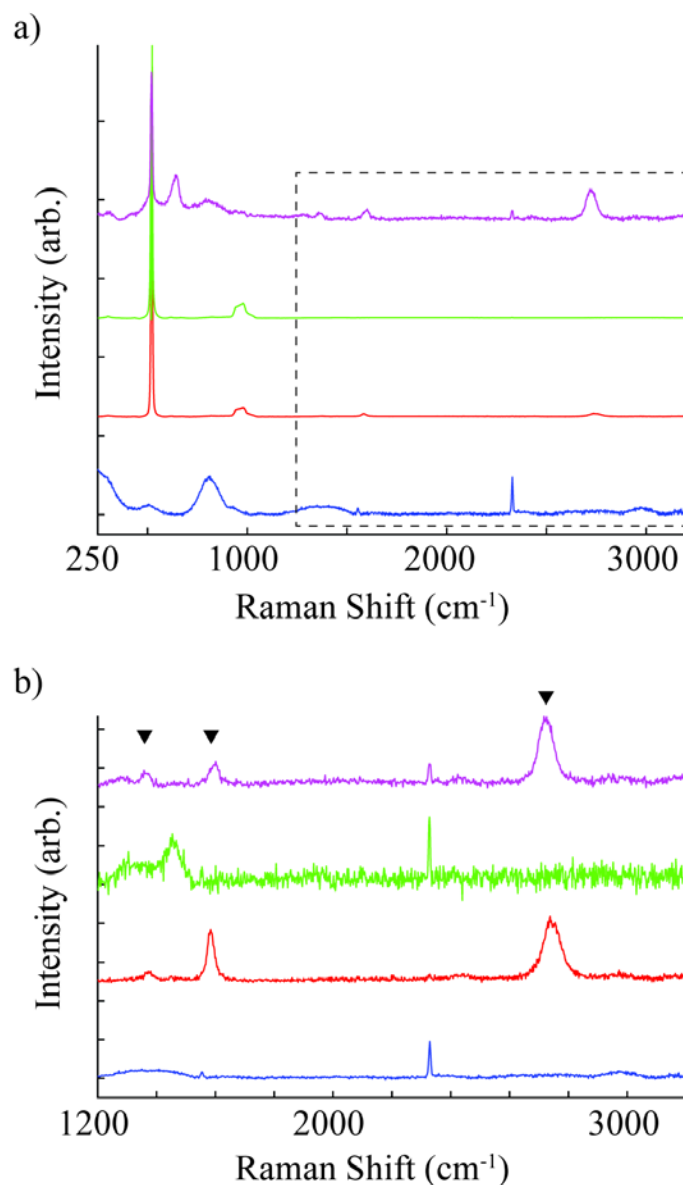 a)
Intensity (arb.)
250 1000 2000 3000
Raman Shift (cm⁻¹)
b)
Intensity (arb.)
1200 2000 3000
Raman Shift (cm⁻¹)